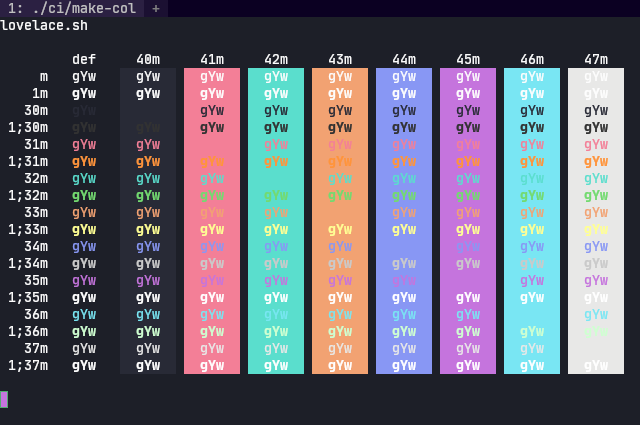 1: ./ci/make-col +
lovelace.sh
def 40m 41m 42m 43m 44m 45m 46m 47m
m gYw gYw gYw gYw gYw gYw gYw gYw gYw
1m gYw gYw gYw gYw gYw gYw gYw gYw gYw
30m gYw gYw gYw gYw gYw gYw gYw gYw
1;30m gYw gYw gYw gYw gYw gYw gYw gYw gYw
31m gYw gYw gYw gYw gYw gYw gYw gYw
1;31m gYw gYw gYw gYw gYw gYw gYw gYw gYw
32m gYw gYw gYw gYw gYw gYw gYw gYw
1;32m gYw gYw gYw gYw gYw gYw gYw gYw gYw
33m gYw gYw gYw gYw gYw gYw gYw gYw
1;33m gYw gYw gYw gYw gYw gYw gYw gYw gYw
34m gYw gYw gYw gYw gYw gYw gYw gYw
1;34m gYw gYw gYw gYw gYw gYw gYw gYw gYw
35m gYw gYw gYw gYw gYw gYw gYw gYw
1;35m gYw gYw gYw gYw gYw gYw gYw gYw gYw
36m gYw gYw gYw gYw gYw gYw gYw gYw
1;36m gYw gYw gYw gYw gYw gYw gYw gYw gYw
37m gYw gYw gYw gYw gYw gYw gYw gYw
1;37m gYw gYw gYw gYw gYw gYw gYw gYw gYw